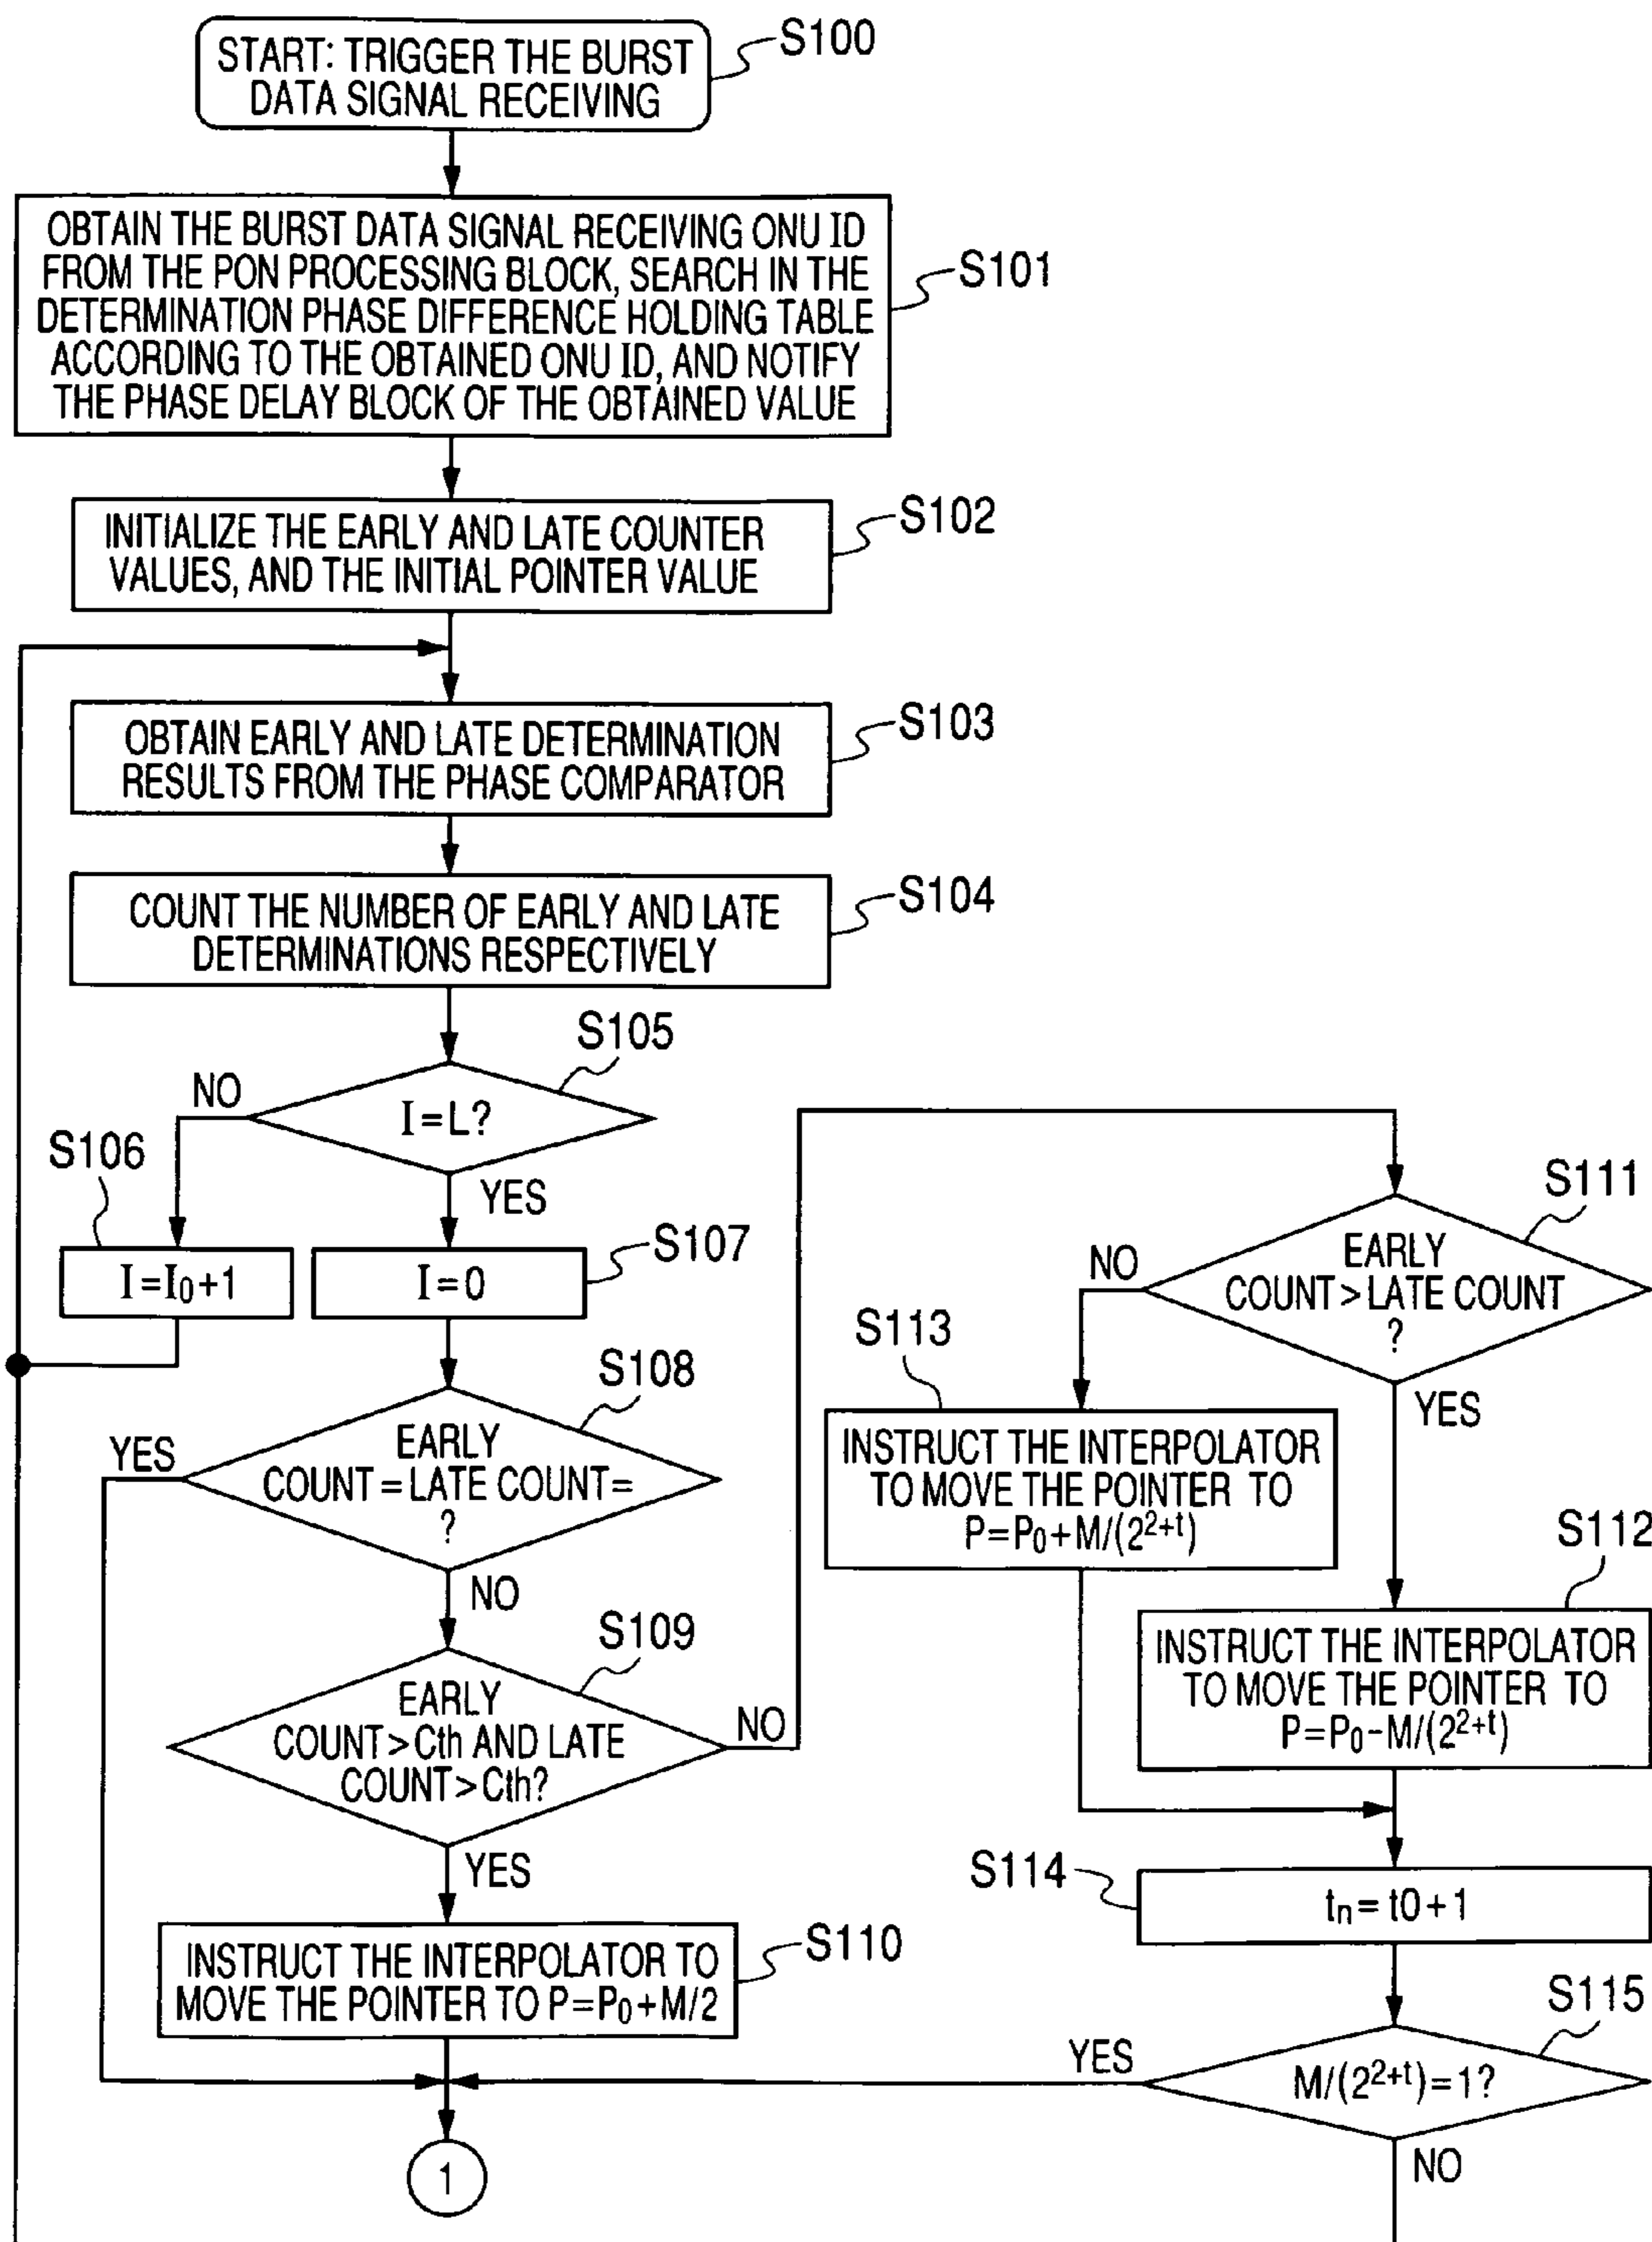 START: TRIGGER THE BURST
DATA SIGNAL RECEIVING
S100
OBTAIN THE BURST DATA SIGNAL RECEIVING ONU ID
FROM THE PON PROCESSING BLOCK, SEARCH IN THE
DETERMINATION PHASE DIFFERENCE HOLDING TABLE
ACCORDING TO THE OBTAINED ONU ID, AND NOTIFY
THE PHASE DELAY BLOCK OF THE OBTAINED VALUE
S101
INITIALIZE THE EARLY AND LATE COUNTER
VALUES, AND THE INITIAL POINTER VALUE
S102
OBTAIN EARLY AND LATE DETERMINATION
RESULTS FROM THE PHASE COMPARATOR
S103
COUNT THE NUMBER OF EARLY AND LATE
DETERMINATIONS RESPECTIVELY
S104
S105
I=L?
NO
YES
S106
I=I₀+1
I=0
S107
S108
EARLY
COUNT=LATE COUNT=
?
YES
NO
S109
EARLY
COUNT>Cth AND LATE
COUNT>Cth?
NO
YES
INSTRUCT THE INTERPOLATOR TO
MOVE THE POINTER TO P=P₀+M/2
S110
1
S111
EARLY
COUNT>LATE COUNT
?
NO
YES
S113
INSTRUCT THE INTERPOLATOR
TO MOVE THE POINTER TO
P=P₀+M/(2²⁺ᵗ)
S112
INSTRUCT THE INTERPOLATOR
TO MOVE THE POINTER TO
P=P₀-M/(2²⁺ᵗ)
S114
tₙ=t0+1
S115
M/(2²⁺ᵗ)=1?
YES
NO